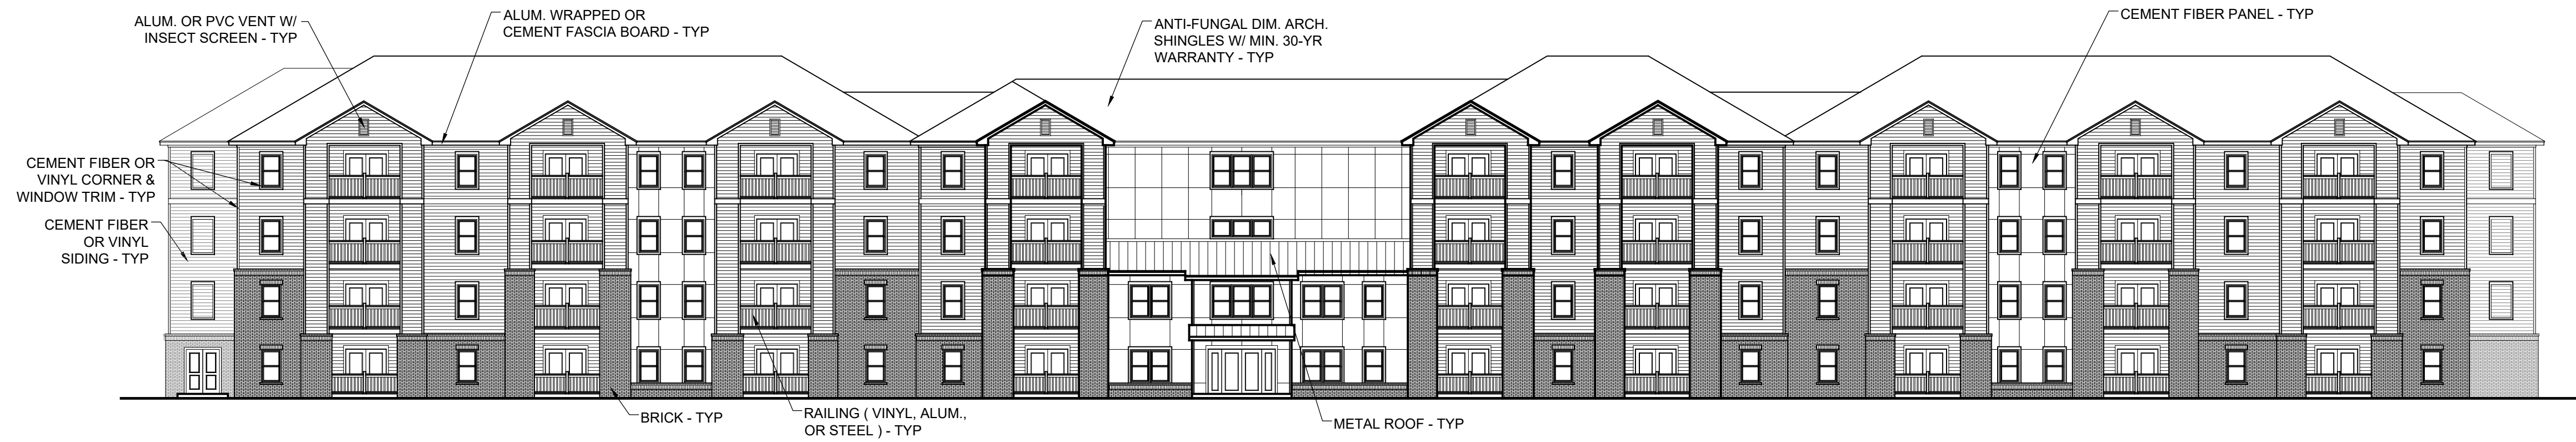 ALUM. OR PVC VENT W/
INSECT SCREEN - TYP
ALUM. WRAPPED OR
CEMENT FASCIA BOARD - TYP
ANTI-FUNGAL DIM. ARCH.
SHINGLES W/ MIN. 30-YR
WARRANTY - TYP
CEMENT FIBER PANEL - TYP
CEMENT FIBER OR
VINYL CORNER &
WINDOW TRIM - TYP
CEMENT FIBER
OR VINYL
SIDING - TYP
BRICK - TYP
RAILING ( VINYL, ALUM.,
OR STEEL ) - TYP
METAL ROOF - TYP